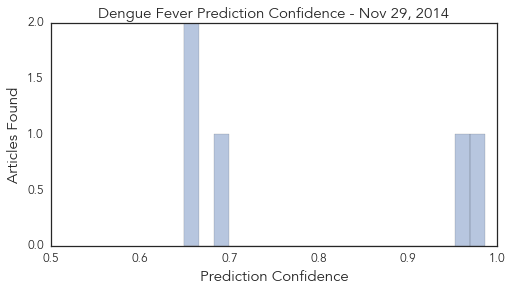 Dengue Fever Prediction Confidence - Nov 29, 2014
2.0
1.5
1.0
0.5
0.0
Articles Found
0.5 0.6 0.7 0.8 0.9 1.0
Prediction Confidence